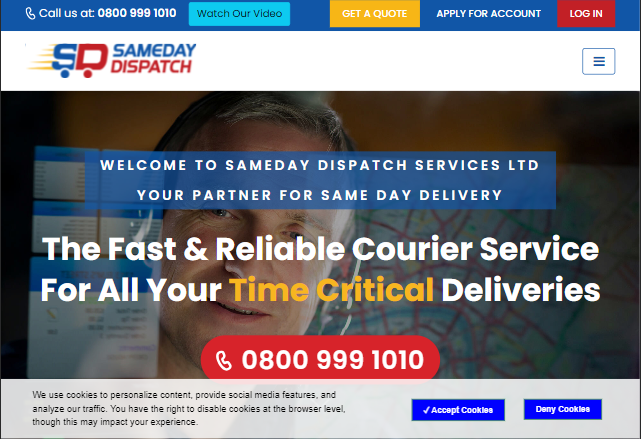 Call us at: 0800 999 1010
Watch Our Video
GET A QUOTE
APPLY FOR ACCOUNT
LOG IN
SD SAMEDAY
DISPATCH
WELCOME TO SAMEDAY DISPATCH SERVICES LTD
YOUR PARTNER FOR SAME DAY DELIVERY
The Fast & Reliable Courier Service
For All Your Time Critical Deliveries
0800 999 1010
We use cookies to personalize content, provide social media features, and
analyze our traffic. You have the right to disable cookies at the browser level,
though this may impact your experience.
✓ Accept Cookies
Deny Cookies